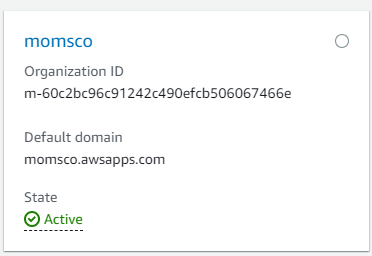 momsco
Organization ID
m-60c2bc96c91242c490efcb506067466e
Default domain
momsco.awsapps.com
State
Active